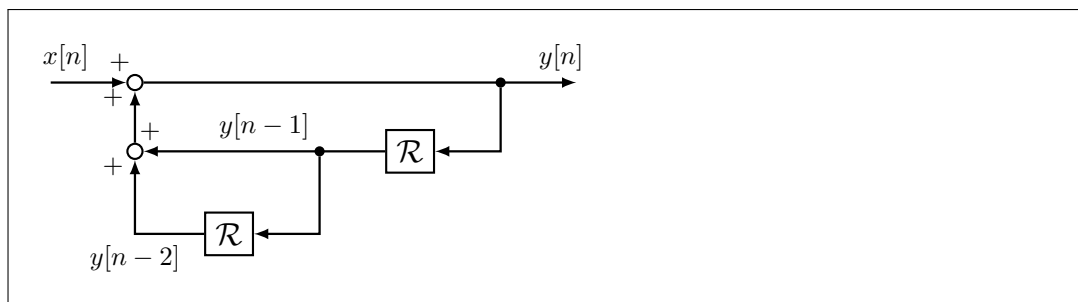 x[n] + y[n]
+
y[n − 1] + ℛ
+
ℛ
y[n − 2]